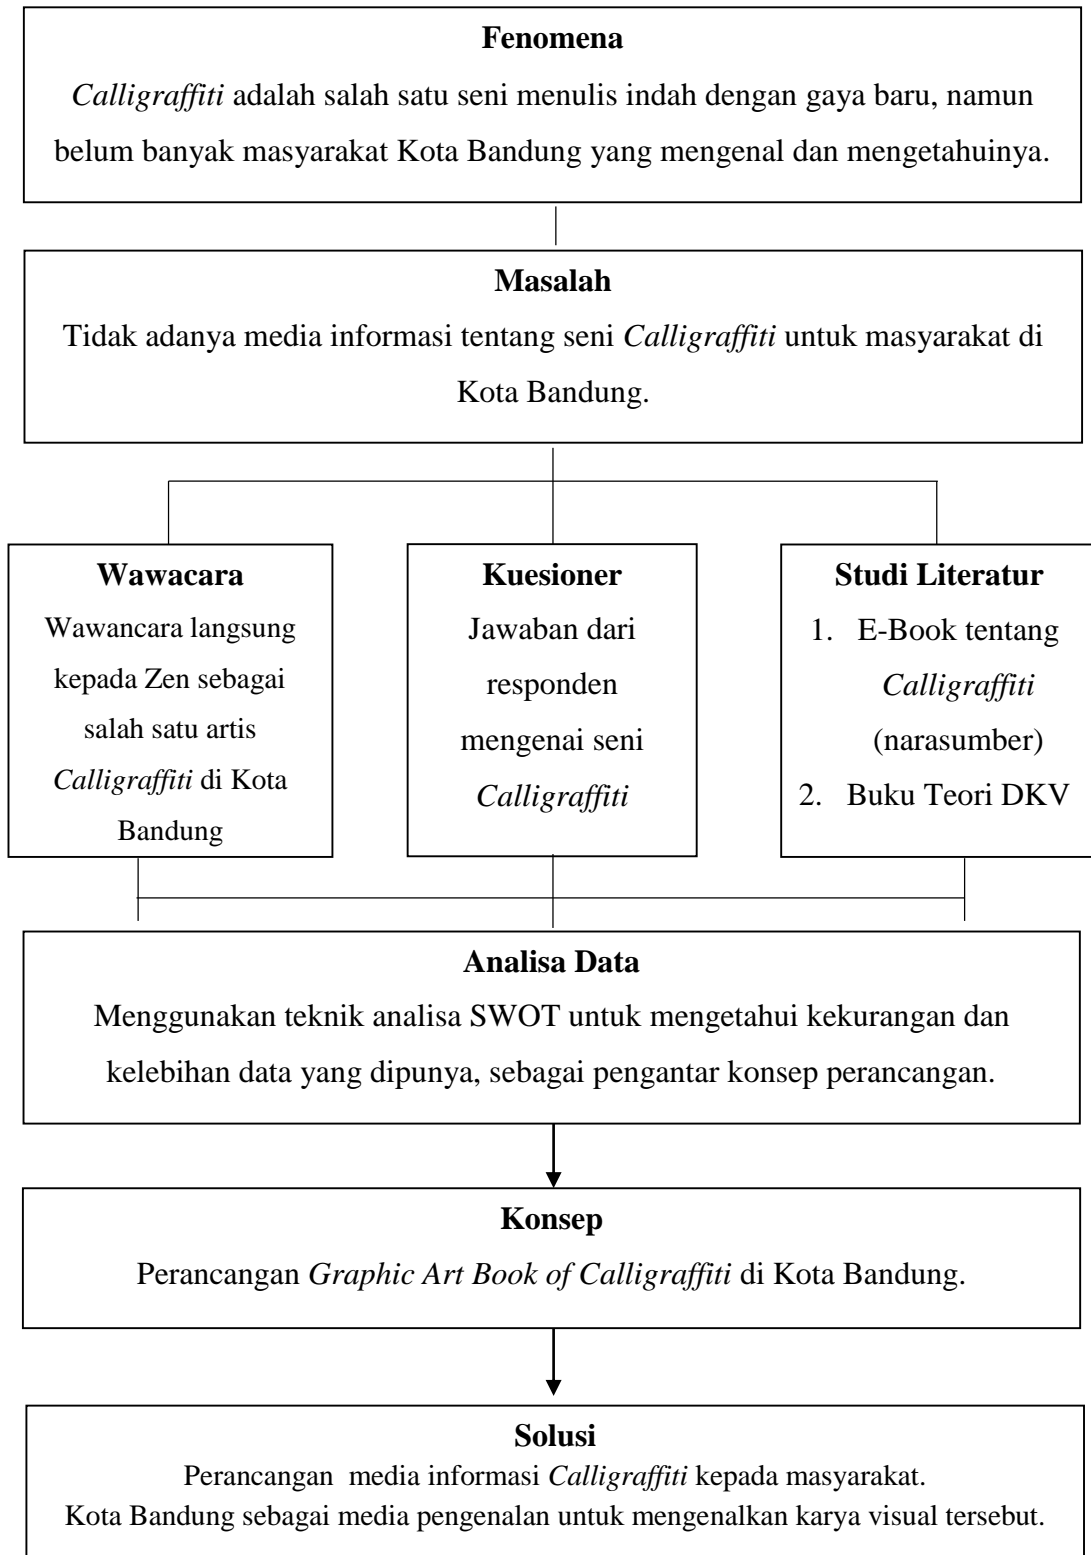 Fenomena
Calligraffiti adalah salah satu seni menulis indah dengan gaya baru, namun
belum banyak masyarakat Kota Bandung yang mengenal dan mengetahuinya.
Masalah
Tidak adanya media informasi tentang seni Calligraffiti untuk masyarakat di
Kota Bandung.
Wawacara
Wawancara langsung
kepada Zen sebagai
salah satu artis
Calligraffiti di Kota
Bandung
Kuesioner
Jawaban dari
responden
mengenai seni
Calligraffiti
Studi Literatur
1. E-Book tentang
Calligraffiti
(narasumber)
2. Buku Teori DKV
Analisa Data
Menggunakan teknik analisa SWOT untuk mengetahui kekurangan dan
kelebihan data yang dipunya, sebagai pengantar konsep perancangan.
Konsep
Perancangan Graphic Art Book of Calligraffiti di Kota Bandung.
Solusi
Perancangan  media informasi Calligraffiti kepada masyarakat.
Kota Bandung sebagai media pengenalan untuk mengenalkan karya visual tersebut.